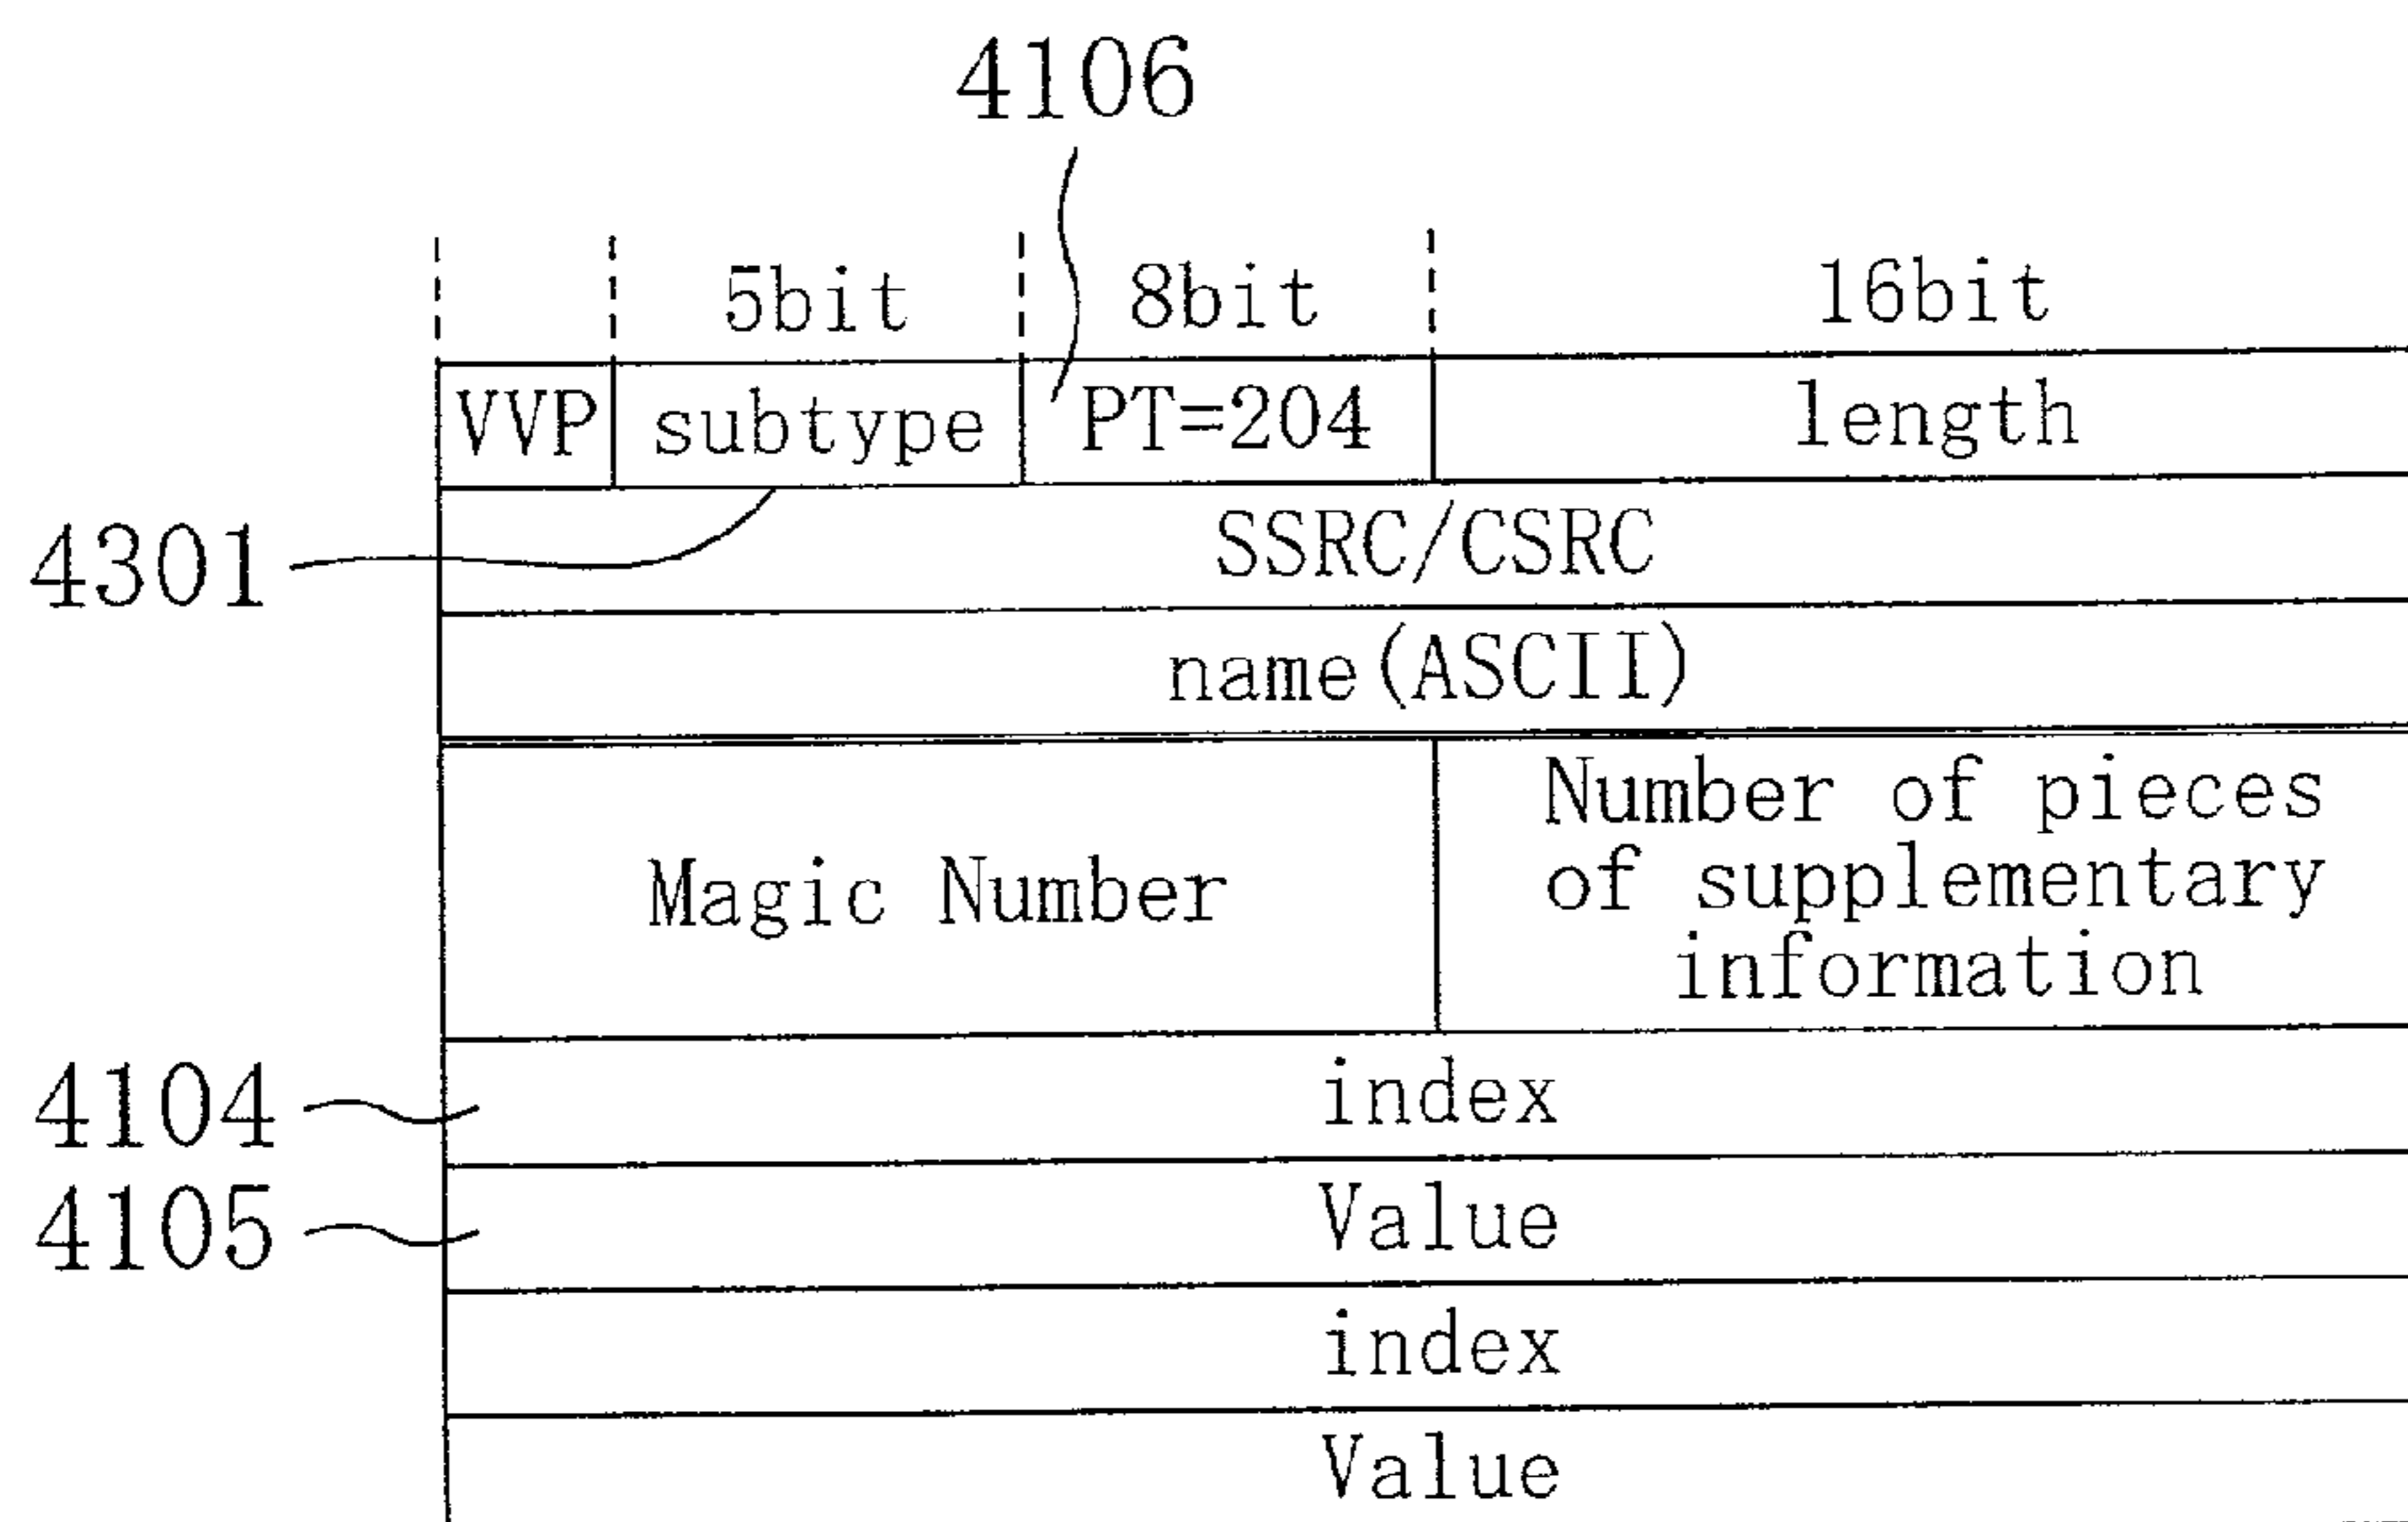 4106
5bit 8bit 16bit
VVP subtype PT=204 length
4301 SSRC/CSRC
name(ASCII)
Magic Number
Number of pieces
of supplementary
information
4104 index
4105 Value
index
Value